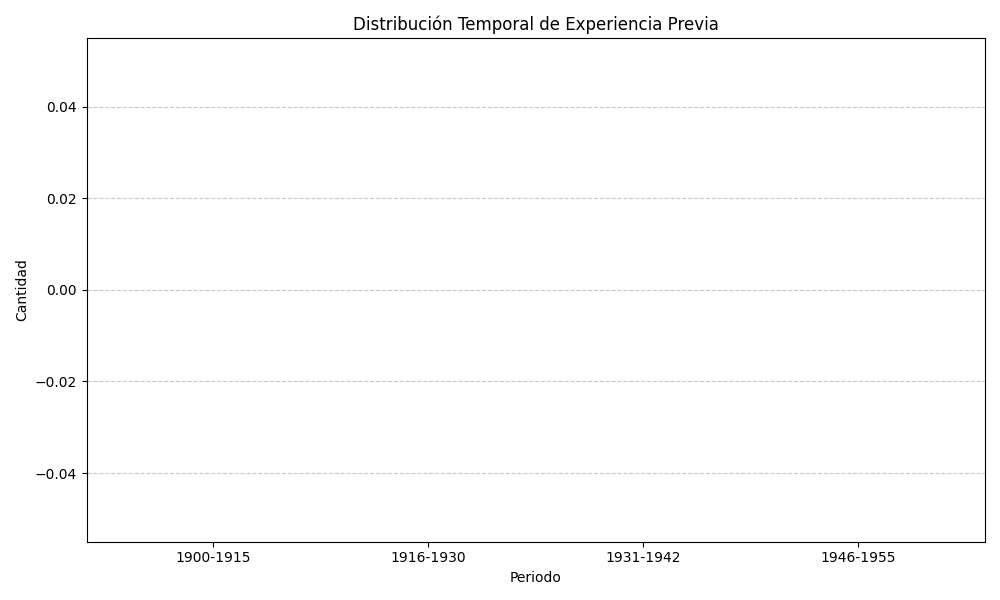 Distribución Temporal de Experiencia Previa
0.04
0.02
0.00
−0.02
−0.04
Cantidad
1900-1915 1916-1930 1931-1942 1946-1955
Periodo